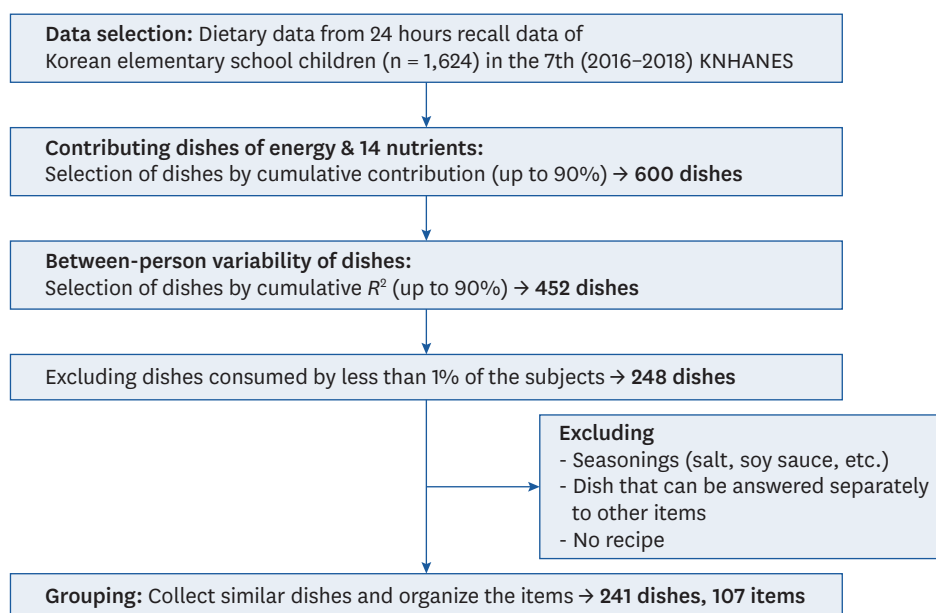 Data selection: Dietary data from 24 hours recall data of
Korean elementary school children (n = 1,624) in the 7th (2016–2018) KNHANES
Contributing dishes of energy & 14 nutrients:
Selection of dishes by cumulative contribution (up to 90%) → 600 dishes
Between-person variability of dishes:
Selection of dishes by cumulative R² (up to 90%) → 452 dishes
Excluding dishes consumed by less than 1% of the subjects → 248 dishes
Excluding
- Seasonings (salt, soy sauce, etc.)
- Dish that can be answered separately
to other items
- No recipe
Grouping: Collect similar dishes and organize the items → 241 dishes, 107 items